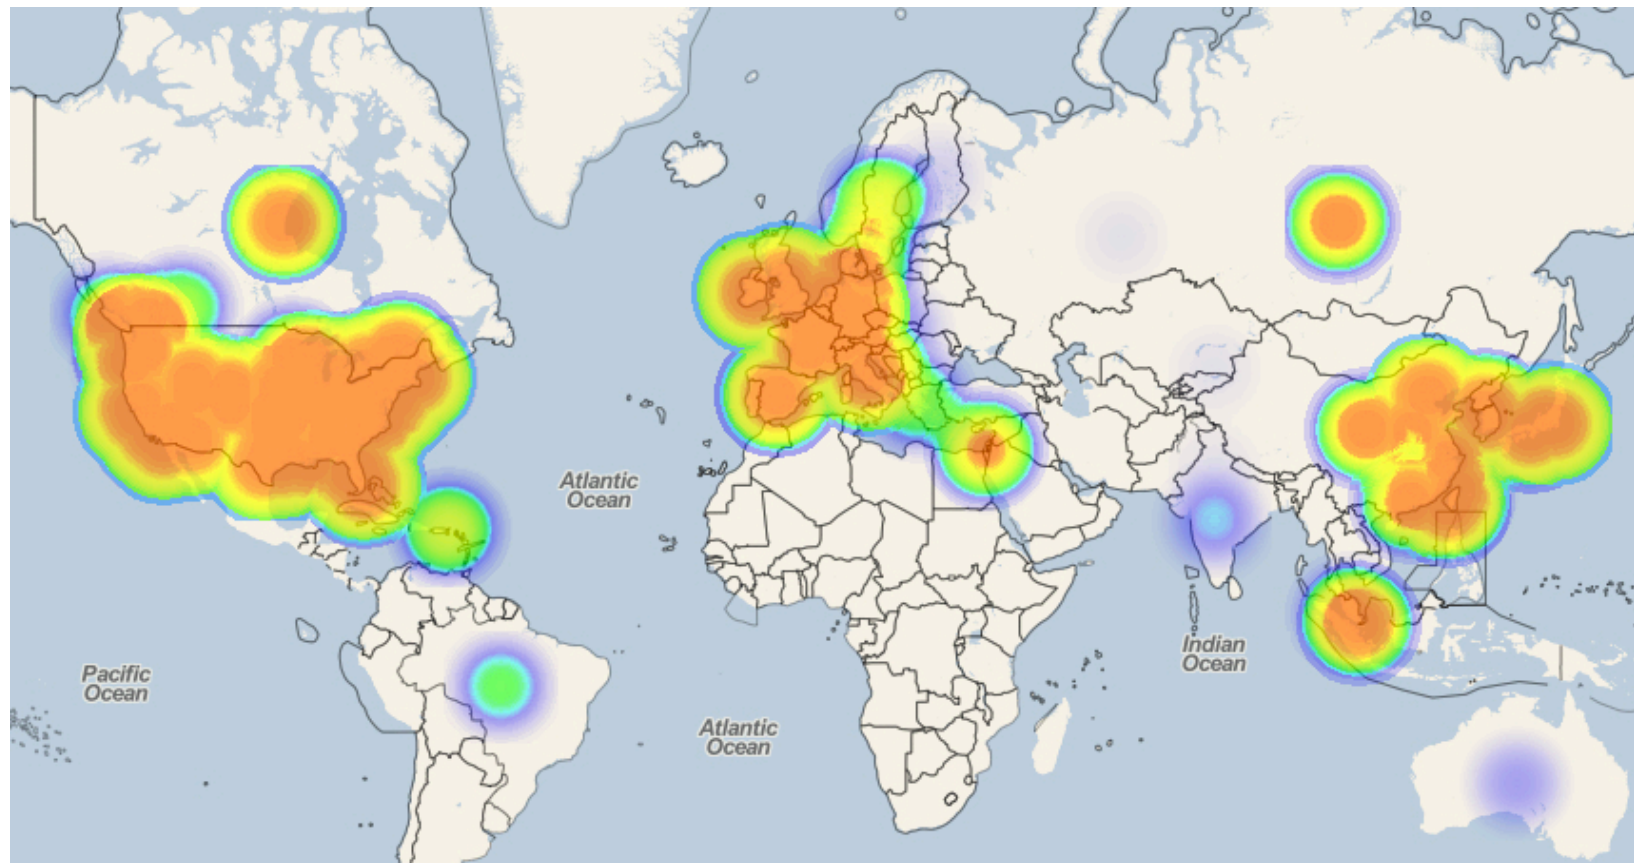 Atlantic
Ocean
Pacific
Ocean
Atlantic
Ocean
Indian
Ocean